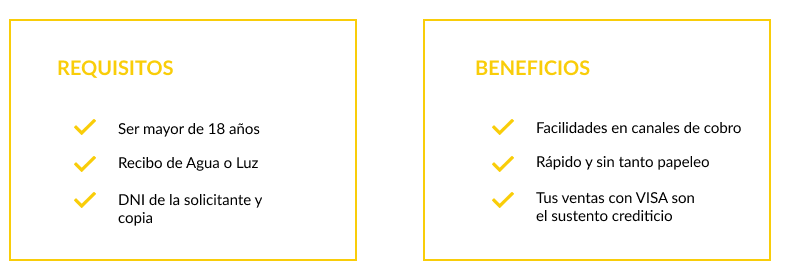 REQUISITOS
Ser mayor de 18 años
Recibo de Agua o Luz
DNI de la solicitante y
copia
BENEFICIOS
Facilidades en canales de cobro
Rápido y sin tanto papeleo
Tus ventas con VISA son
el sustento crediticio